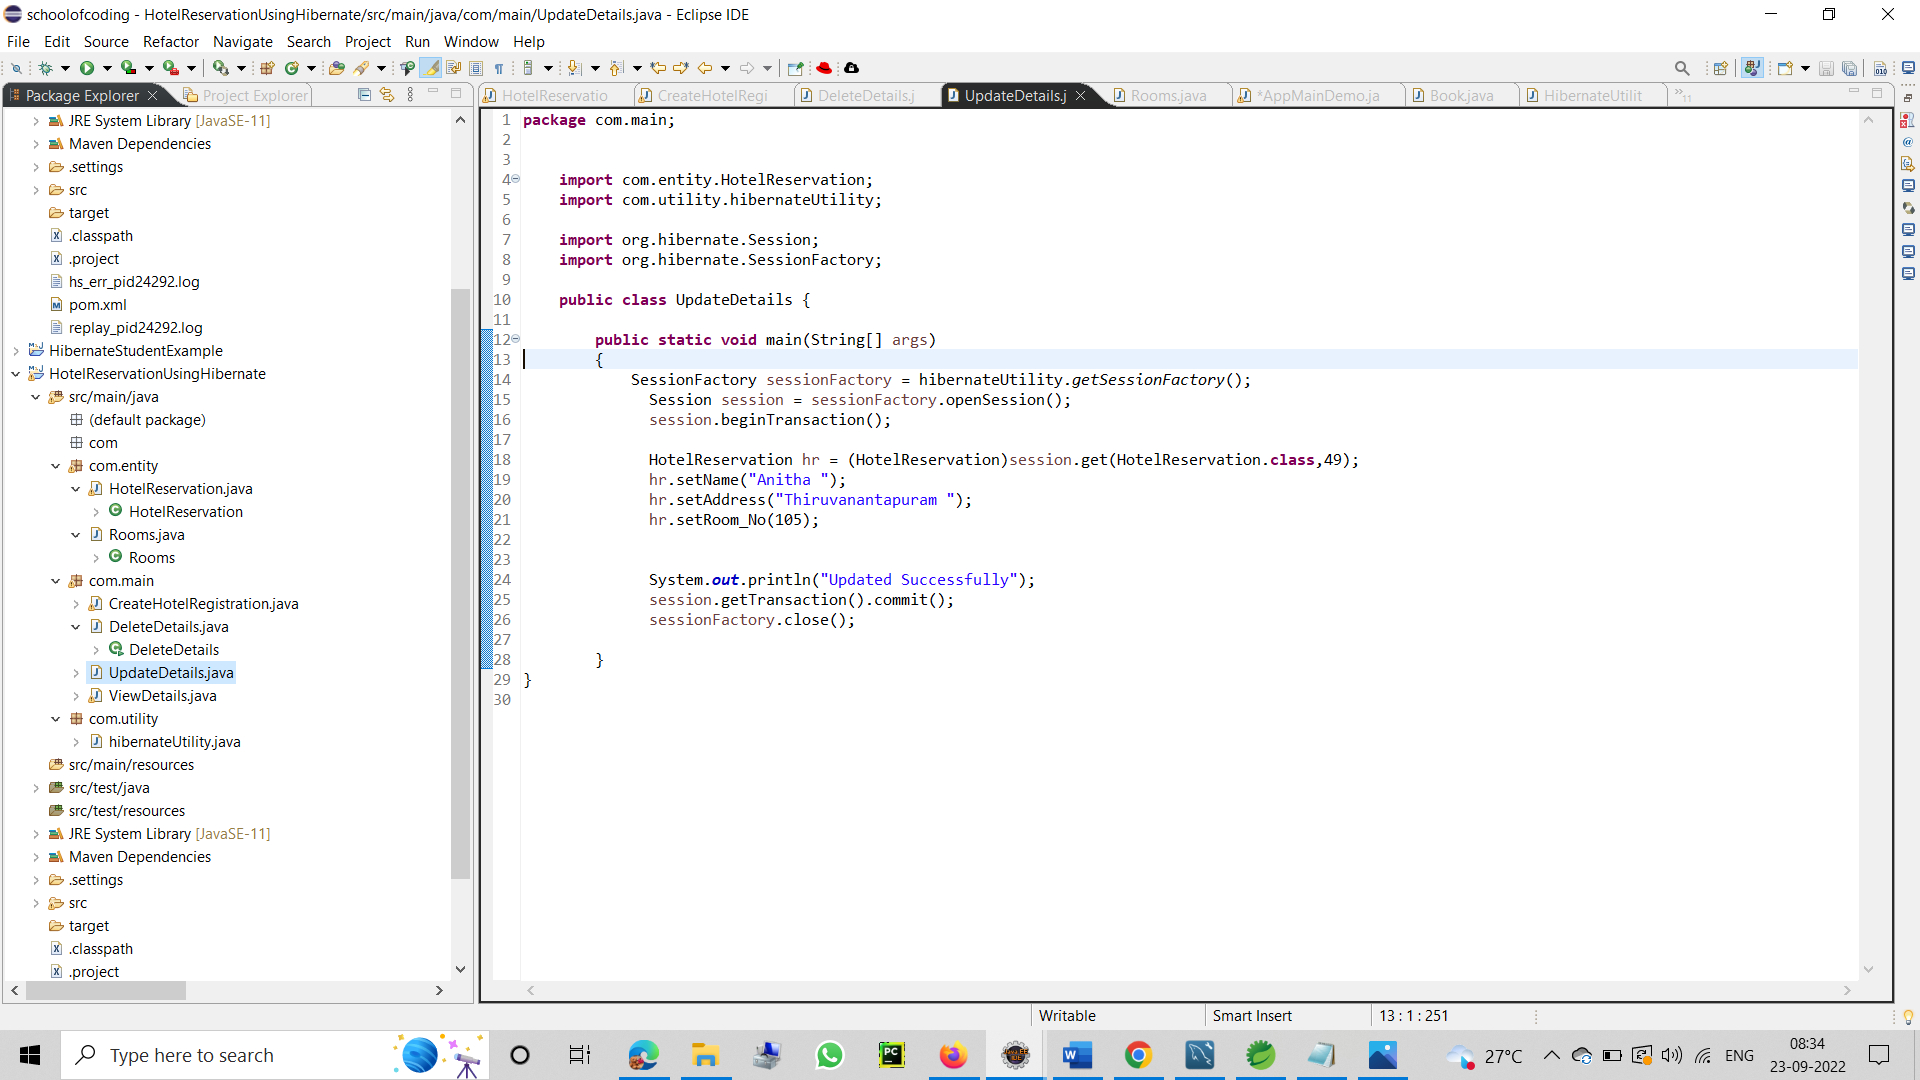 schoolofcoding - HotelReservationUsingHibernate/src/main/java/com/main/UpdateDetails.java - Eclipse IDE
File Edit Source Refactor Navigate Search Project Run Window Help
Package Explorer Project Explorer
HotelReservatio CreateHotelRegi DeleteDetails.j UpdateDetails.j Rooms.java *AppMainDemo.ja Book.java HibernateUtilit 11
JRE System Library [JavaSE-11]
Maven Dependencies
.settings
src
target
.classpath
.project
hs_err_pid24292.log
pom.xml
replay_pid24292.log
HibernateStudentExample
HotelReservationUsingHibernate
src/main/java
(default package)
com
com.entity
HotelReservation.java
HotelReservation
Rooms.java
Rooms
com.main
CreateHotelRegistration.java
DeleteDetails.java
DeleteDetails
UpdateDetails.java
ViewDetails.java
com.utility
hibernateUtility.java
src/main/resources
src/test/java
src/test/resources
JRE System Library [JavaSE-11]
Maven Dependencies
.settings
src
target
.classpath
.project
1 package com.main;
2
3
4 import com.entity.HotelReservation;
5 import com.utility.hibernateUtility;
6
7 import org.hibernate.Session;
8 import org.hibernate.SessionFactory;
9
10 public class UpdateDetails {
11
12 public static void main(String[] args)
13 {
14 SessionFactory sessionFactory = hibernateUtility.getSessionFactory();
15 Session session = sessionFactory.openSession();
16 session.beginTransaction();
17
18 HotelReservation hr = (HotelReservation)session.get(HotelReservation.class,49);
19 hr.setName("Anitha ");
20 hr.setAddress("Thiruvanantapuram ");
21 hr.setRoom_No(105);
22
23
24 System.out.println("Updated Successfully");
25 session.getTransaction().commit();
26 sessionFactory.close();
27
28 }
29 }
30
Writable Smart Insert 13 : 1 : 251
Type here to search
27°C ENG 08:34
23-09-2022